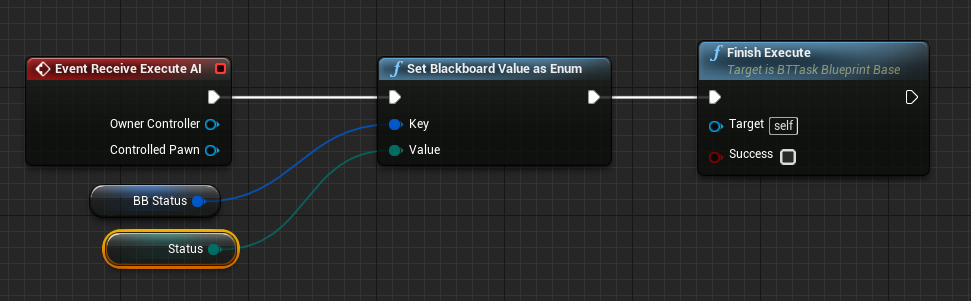 Event Receive Execute AI
Owner Controller
Controlled Pawn
BB Status
Status
f Set Blackboard Value as Enum
Key
Value
f Finish Execute
Target is BTTask Blueprint Base
Target self
Success